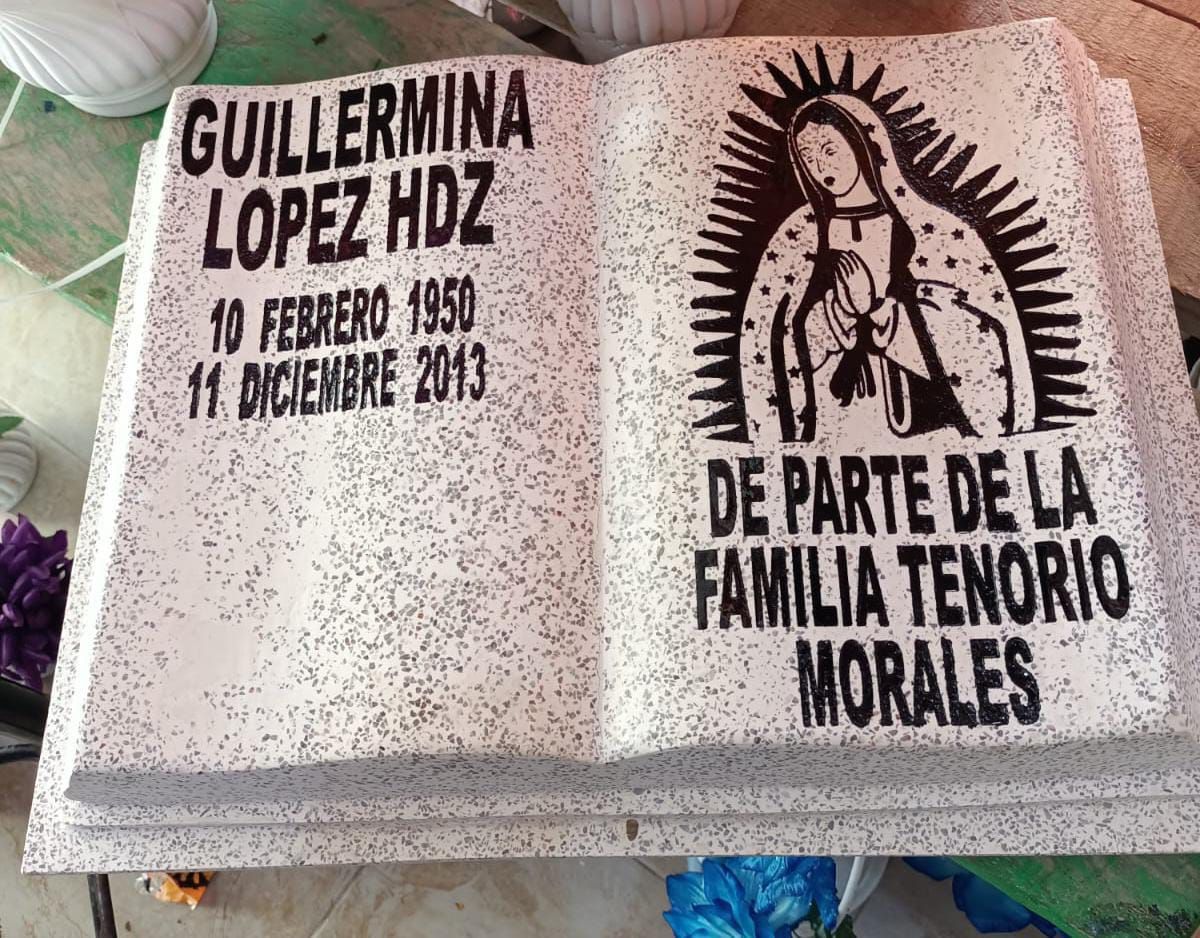 GUILLERMINA
LOPEZ HDZ
10 FEBRERO 1950
11 DICIEMBRE 2013
DE PARTE DE LA
FAMILIA TENORIO
MORALES